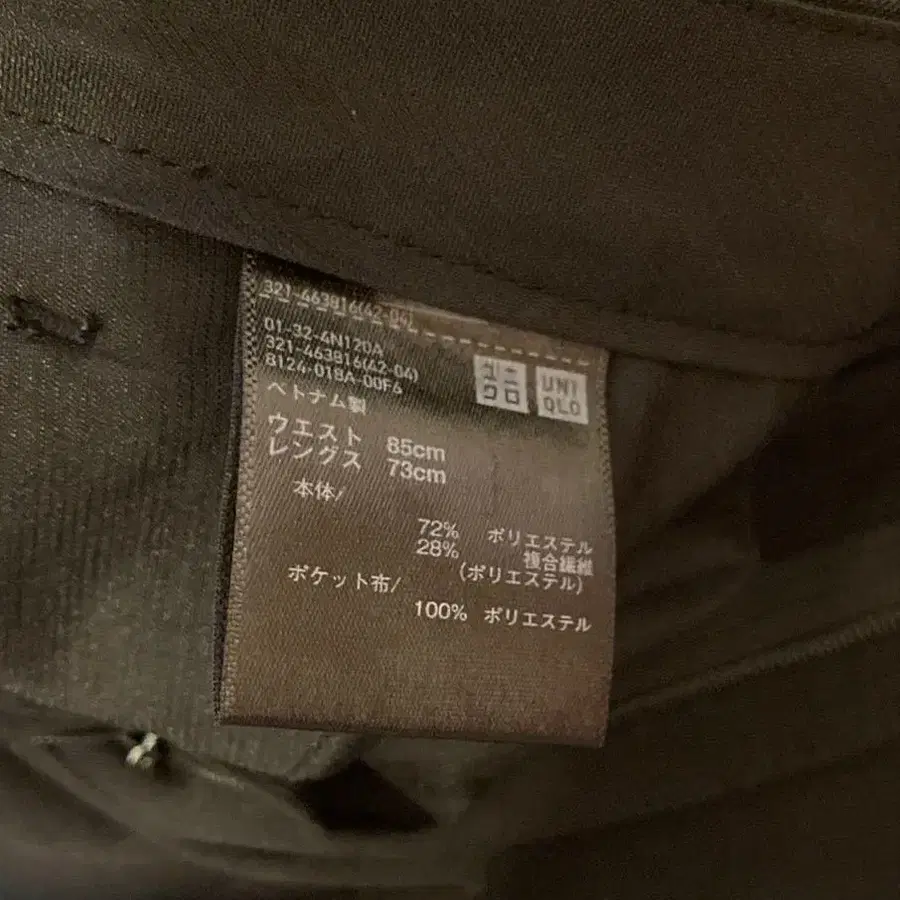 321-463816(42-04)
01-32-4N120A
321-463816(42-04)
8124-018A-00F6
ユニ
クロ
UNI
QLO
ベトナム製
ウエスト 85cm
レングス 73cm
本体/
72% ポリエステル
28% 複合繊維
(ポリエステル)
ポケット布/
100% ポリエステル